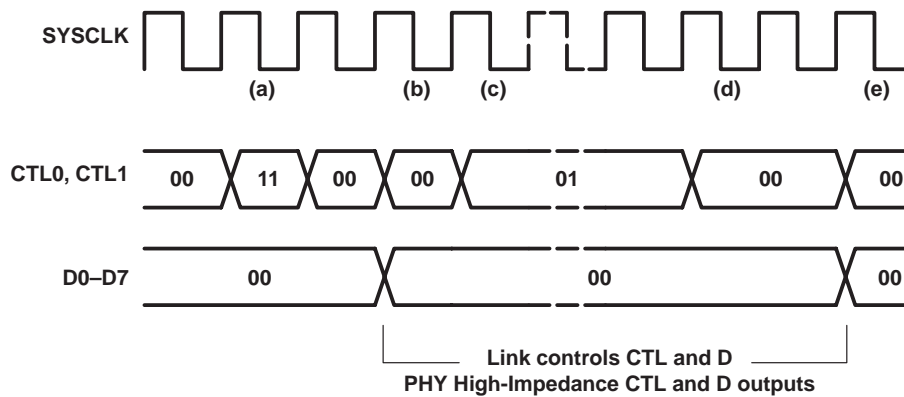 SYSCLK
(a) (b) (c) (d) (e)
CTL0, CTL1 00 11 00 00 01 00 00
D0–D7 00 00 00
Link controls CTL and D
PHY High-Impedance CTL and D outputs